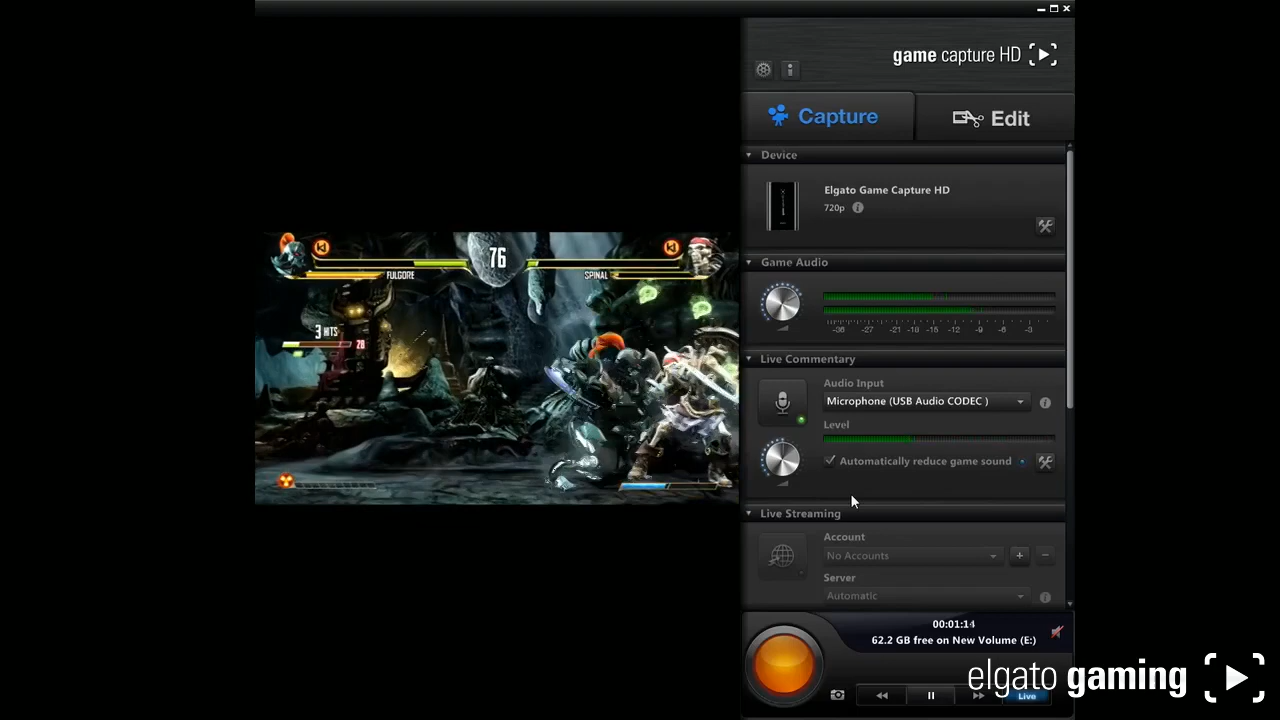 game capture HD
Capture
Edit
Device
Elgato Game Capture HD
720p
Game Audio
-36 -27 -21 -18 -15 -12 -9 -6 -3
Live Commentary
Audio Input
Microphone (USB Audio CODEC )
Level
Automatically reduce game sound
Live Streaming
Account
No Accounts
Server
Automatic
00:01:14
62.2 GB free on New Volume (E:)
Live
76
FULGORE
SPINAL
3 HITS
28
elgato gaming